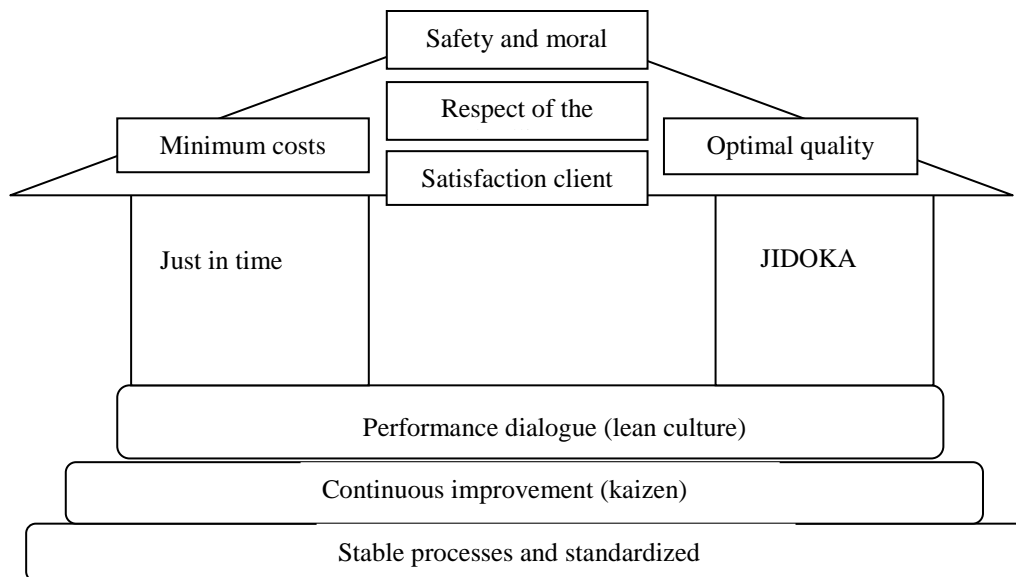 Safety and moral
Respect of the
Minimum costs
Optimal quality
Satisfaction client
Just in time
JIDOKA
Performance dialogue (lean culture)
Continuous improvement (kaizen)
Stable processes and standardized